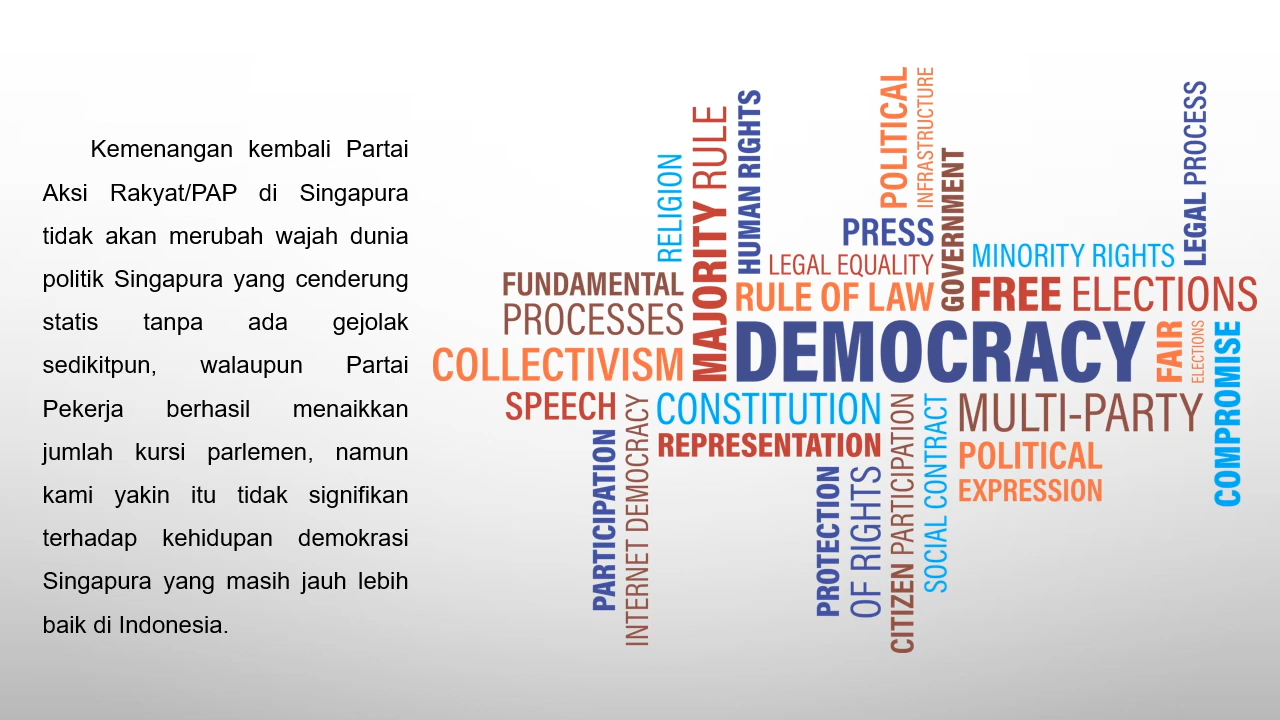 Kemenangan kembali Partai
Aksi Rakyat/PAP di Singapura
tidak akan merubah wajah dunia
politik Singapura yang cenderung
statis tanpa ada gejolak
sedikitpun, walaupun Partai
Pekerja berhasil menaikkan
jumlah kursi parlemen, namun
kami yakin itu tidak signifikan
terhadap kehidupan demokrasi
Singapura yang masih jauh lebih
baik di Indonesia.
RELIGION
MAJORITY RULE
HUMAN RIGHTS
POLITICAL
INFRASTRUCTURE
GOVERNMENT
LEGAL PROCESS
PRESS
LEGAL EQUALITY
MINORITY RIGHTS
FUNDAMENTAL
PROCESSES
RULE OF LAW
FREE ELECTIONS
COLLECTIVISM
DEMOCRACY
FAIR
ELECTIONS
COMPROMISE
SPEECH
CONSTITUTION
MULTI-PARTY
REPRESENTATION
POLITICAL
EXPRESSION
PARTICIPATION
INTERNET DEMOCRACY
PROTECTION
OF RIGHTS
CITIZEN PARTICIPATION
SOCIAL CONTRACT